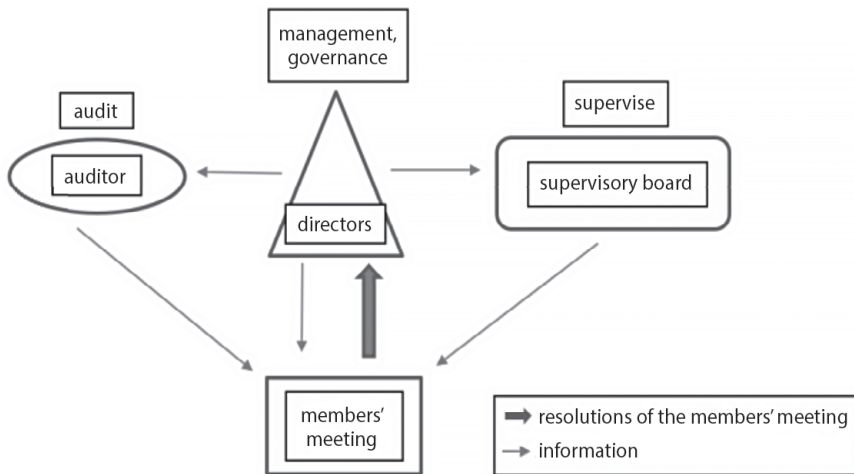 management,
governance
audit
supervise
auditor
supervisory board
directors
members’
meeting
resolutions of the members’ meeting
information